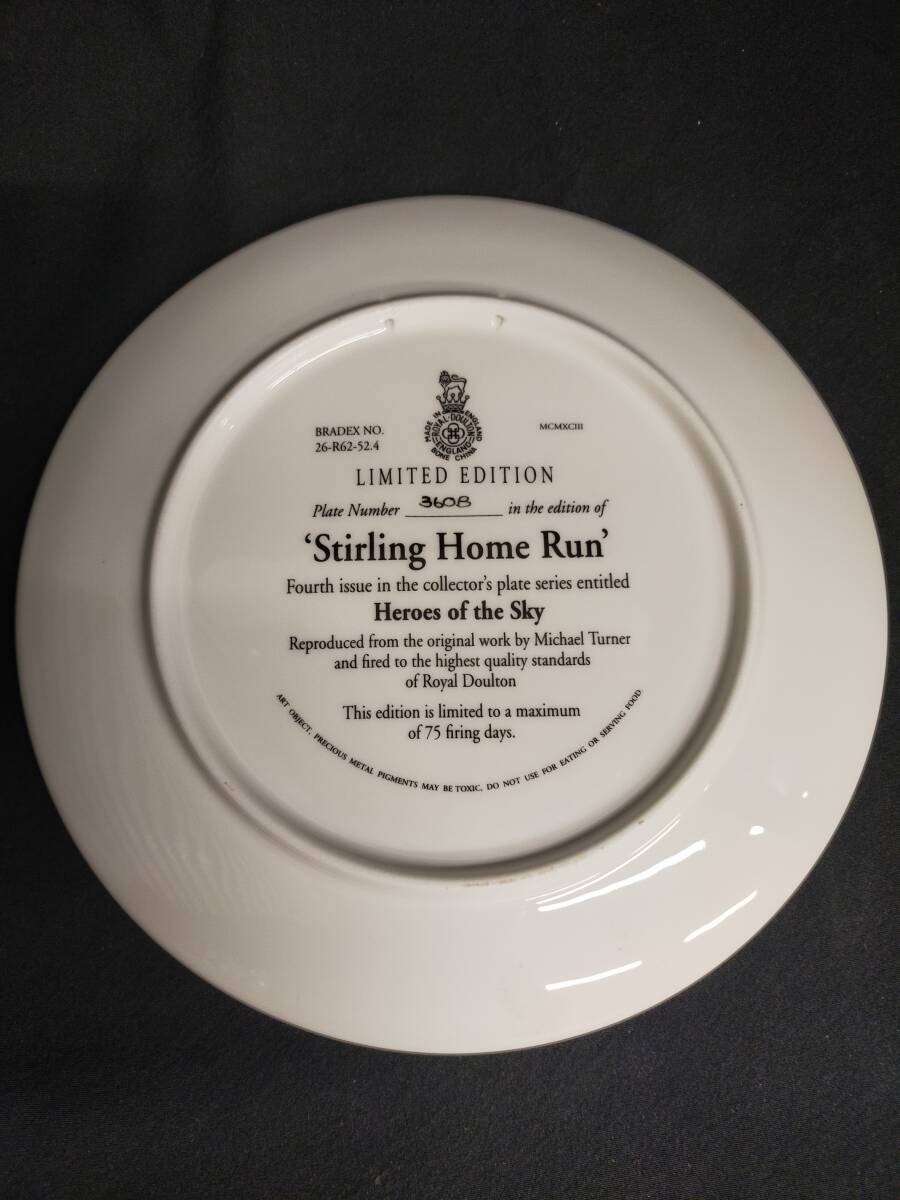 MADE IN ENGLAND
ROYAL DOULTON
ENGLAND
BONE CHINA
BRADEX NO.
26-R62-52.4
MCMXCIII
LIMITED EDITION
Plate Number 3608 in the edition of
‘Stirling Home Run’
Fourth issue in the collector's plate series entitled
Heroes of the Sky
Reproduced from the original work by Michael Turner
and fired to the highest quality standards
of Royal Doulton
This edition is limited to a maximum
of 75 firing days.
ART OBJECT, PRECIOUS METAL PIGMENTS MAY BE TOXIC. DO NOT USE FOR EATING OR SERVING FOOD.